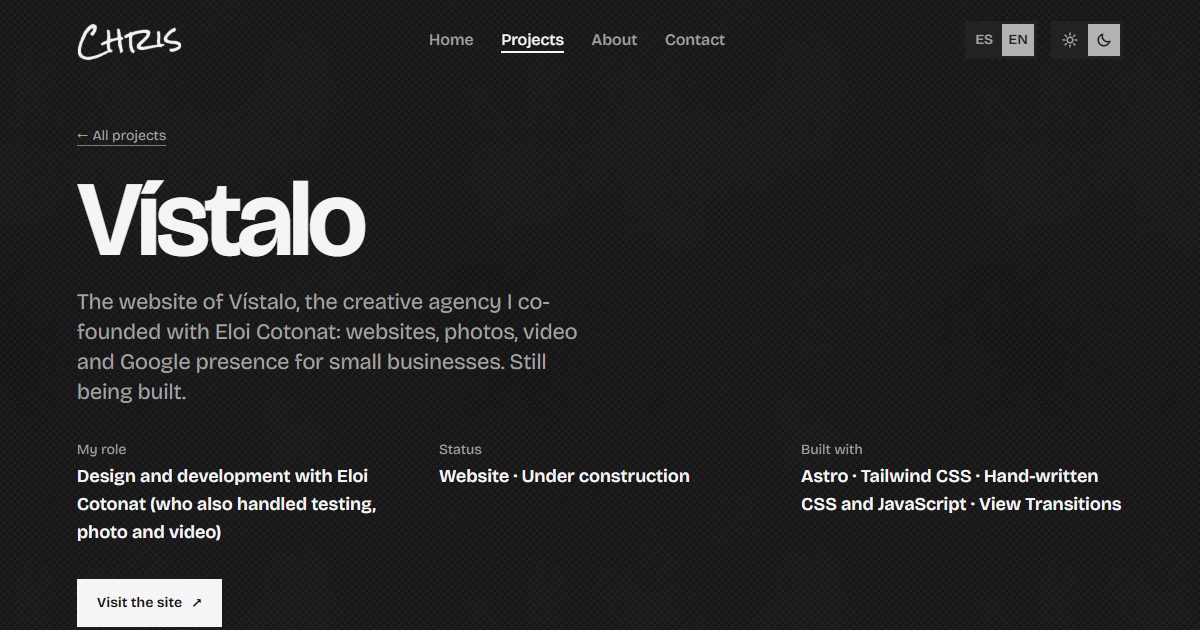 CHRIS
Home Projects About Contact
ES EN
← All projects
Vístalo
The website of Vístalo, the creative agency I co-
founded with Eloi Cotonat: websites, photos, video
and Google presence for small businesses. Still
being built.
My role
Design and development with Eloi
Cotonat (who also handled testing,
photo and video)
Status
Website · Under construction
Built with
Astro · Tailwind CSS · Hand-written
CSS and JavaScript · View Transitions
Visit the site ↗